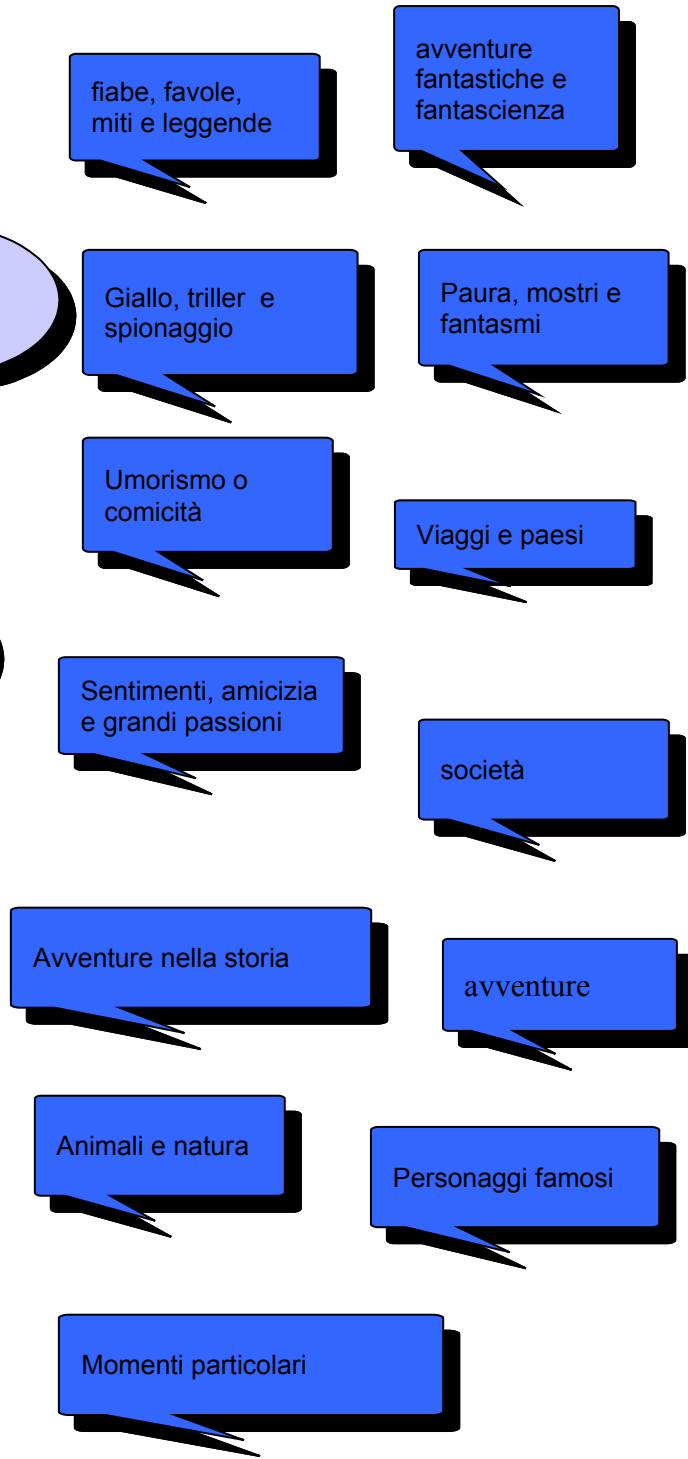 fiabe, favole,
miti e leggende
avventure
fantastiche e
fantascienza
Giallo, triller e
spionaggio
Paura, mostri e
fantasmi
Umorismo o
comicità
Viaggi e paesi
Sentimenti, amicizia
e grandi passioni
società
Avventure nella storia
avventure
Animali e natura
Personaggi famosi
Momenti particolari